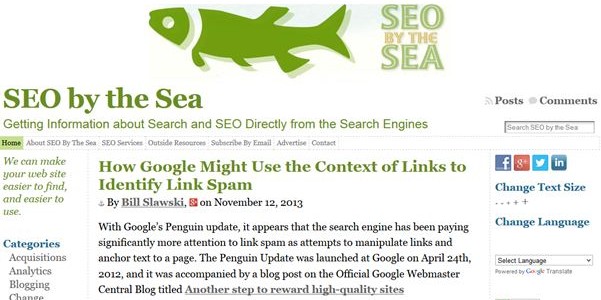 SEO
BY THE
SEA
SEO by the Sea
Posts Comments
Getting Information about Search and SEO Directly from the Search Engines
Search SEO by the Sea
Home About SEO By The Sea SEO Services Outside Resources Subscribe By Email Advertise Contact
We can make
your web site
easier to find,
and easier to
use.
Categories
Acquisitions
Analytics
Blogging
Change
How Google Might Use the Context of Links to
Identify Link Spam
By Bill Slawski, on November 12, 2013
With Google's Penguin update, it appears that the search engine has been paying
significantly more attention to link spam as attempts to manipulate links and
anchor text to a page. The Penguin Update was launched at Google on April 24th,
2012, and it was accompanied by a blog post on the Official Google Webmaster
Central Blog titled Another step to reward high-quality sites
Change Text Size
- - + + +
Change Language
Select Language
Powered by Google Translate